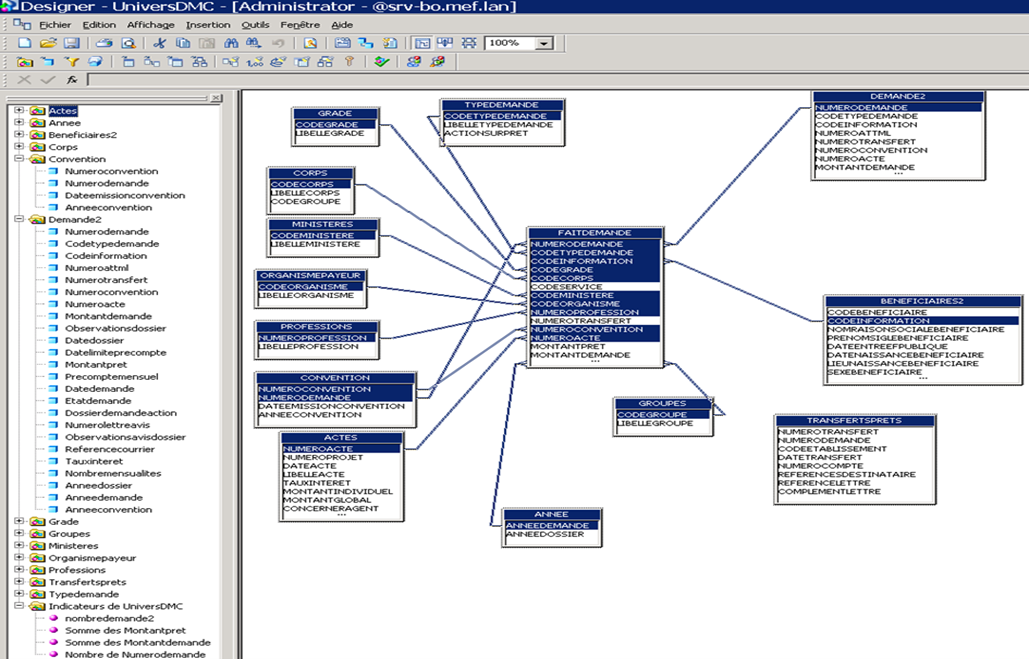 Designer - UniversDMC - [Administrator - @srv-bo.mef.lan]
Fichier Edition Affichage Insertion Outils Fenêtre Aide
100%
Actes
Annee
Beneficiaires2
Corps
Convention
Numeroconvention
Numerodemande
Dateemissionconvention
Anneeconvention
Demande2
Numerodemande
Codetypedemande
Codeinformation
Numeroattml
Numerotransfert
Numeroconvention
Numeroacte
Montantdemande
Observationsdossier
Datedossier
Datelimiteprecompte
Montantpret
Precomptemensuel
Datedemande
Etatdemande
Dossierdemandeaction
Numerolettreavis
Observationsavisdossier
Referencecourrier
Tauxinteret
Nombremensualites
Anneedossier
Anneedemande
Anneeconvention
Grade
Groupes
Ministeres
Organismepayeur
Professions
Transfertsprets
Typedemande
Indicateurs de UniversDMC
nombredemande2
Somme des Montantpret
Somme des Montantdemande
Nombre de Numerodemande
GRADE
CODEGRADE
LIBELLEGRADE
TYPEDEMANDE
CODETYPEDEMANDE
LIBELLETYPEDEMANDE
ACTIONSURPRET
DEMANDE2
NUMERODEMANDE
CODETYPEDEMANDE
CODEINFORMATION
NUMEROATTML
NUMEROTRANSFERT
NUMEROCONVENTION
NUMEROACTE
MONTANTDEMANDE
...
CORPS
CODECORPS
LIBELLECORPS
CODEGROUPE
MINISTERES
CODEMINISTERE
LIBELLEMINISTERE
ORGANISMEPAYEUR
CODEORGANISME
LIBELLEORGANISME
PROFESSIONS
NUMEROPROFESSION
LIBELLEPROFESSION
CONVENTION
NUMEROCONVENTION
NUMERODEMANDE
DATEEMISSIONCONVENTION
ANNEECONVENTION
ACTES
NUMEROACTE
NUMEROPROJET
DATEACTE
LIBELLEACTE
TAUXINTERET
MONTANTINDIVIDUEL
MONTANTGLOBAL
CONCERNERAGENT
...
FAITDEMANDE
NUMERODEMANDE
CODETYPEDEMANDE
CODEINFORMATION
CODEGRADE
CODECORPS
CODESERVICE
CODEMINISTERE
CODEORGANISME
NUMEROPROFESSION
NUMEROTRANSFERT
NUMEROCONVENTION
NUMEROACTE
MONTANTPRET
MONTANTDEMANDE
...
BENEFICIAIRES2
CODEBENEFICIAIRE
CODEINFORMATION
NOMRAISONSOCIALEBENEFICIAIRE
PRENOMSIGLEBENEFICIAIRE
DATEENTREEFPUBLIQUE
DATENAISSANCEBENEFICIAIRE
LIEUNAISSANCEBENEFICIAIRE
SEXEBENEFICIAIRE
...
GROUPES
CODEGROUPE
LIBELLEGROUPE
TRANSFERTSPRETS
NUMEROTRANSFERT
NUMERODEMANDE
CODEETABLISSEMENT
DATETRANSFERT
NUMEROCOMPTE
REFERENCESDESTINATAIRE
REFERENCELETTRE
COMPLEMENTLETTRE
ANNEE
ANNEEDEMANDE
ANNEEDOSSIER